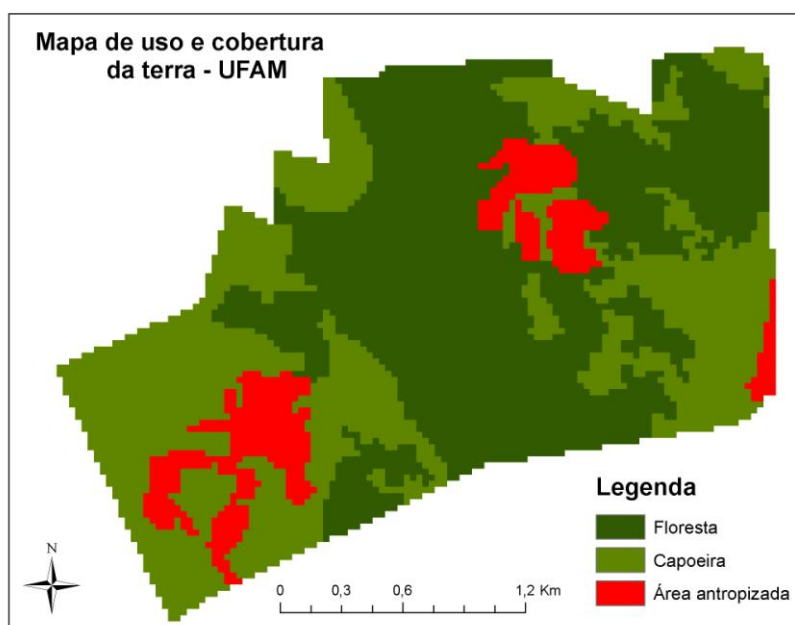 Mapa de uso e cobertura
da terra - UFAM
Legenda
Floresta
Capoeira
Área antropizada
N
0 0,3 0,6 1,2 Km